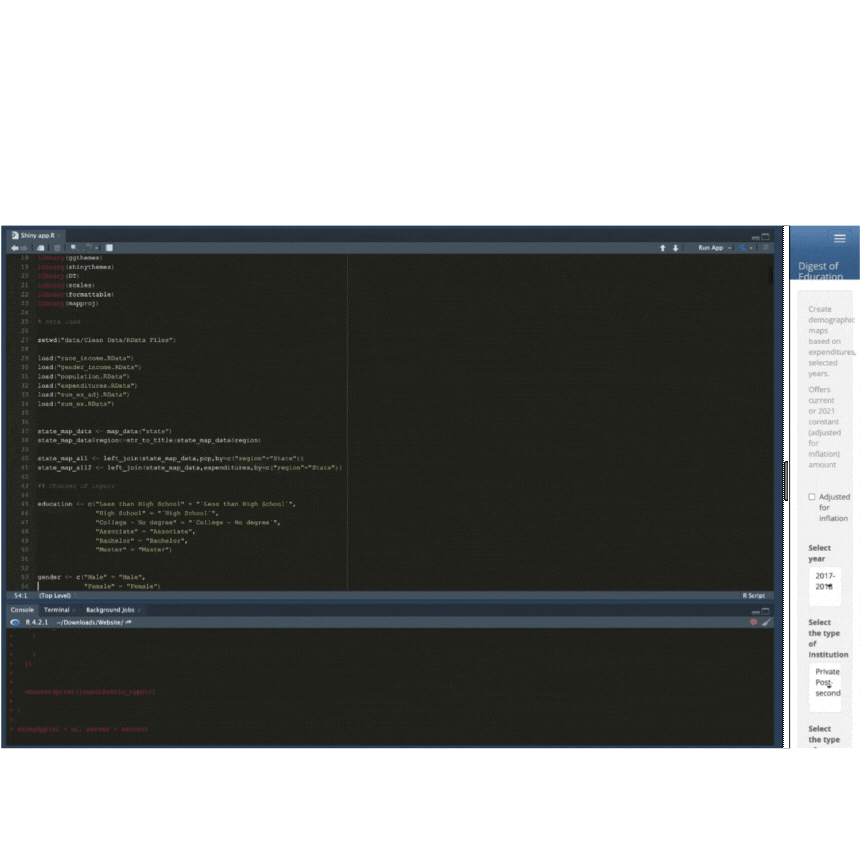 Shiny app.R
Run App
18 library(ggthemes)
19 library(shinythemes)
20 library(DT)
21 library(scales)
22 library(formattable)
23 library(mapproj)
24
25 # data load
26
27 setwd("data/Clean Data/RData Files")
28
29 load("race_income.RData")
30 load("gender_income.RData")
31 load("population.RData")
32 load("expenditures.RData")
33 load("sum_ex_adj.RData")
34 load("sum_ex.RData")
35
36
37 state_map_data <- map_data("state")
38 state_map_data$region<-str_to_title(state_map_data$region)
39
40 state_map_all <- left_join(state_map_data,pop,by=c("region"="State"))
41 state_map_all2 <- left_join(state_map_data,expenditures,by=c("region"="State"))
42
43 ## Choices of inputs
44
45 education <- c("Less than High School" = "`Less than High School`",
46 "High School" = "`High School`",
47 "College - No degree" = "`College - No degree`",
48 "Associate" = "Associate",
49 "Bachelor" = "Bachelor",
50 "Master" = "Master")
51
52
53 gender <- c("Male" = "Male",
54 "Female" = "Female")
54:1 (Top Level) R Script
Console Terminal Background Jobs
R 4.2.1 ~/Downloads/Website/
shinyApp(ui = ui, server = server)
Digest of
Education
Create
demographic
maps
based on
expenditures,
selected
years.
Offers
current
or 2021
constant
(adjusted
for
inflation)
amount
Adjusted
for
inflation
Select
year
2017-
2018
Select
the type
of
institution
Private
Post-
second
Select
the type